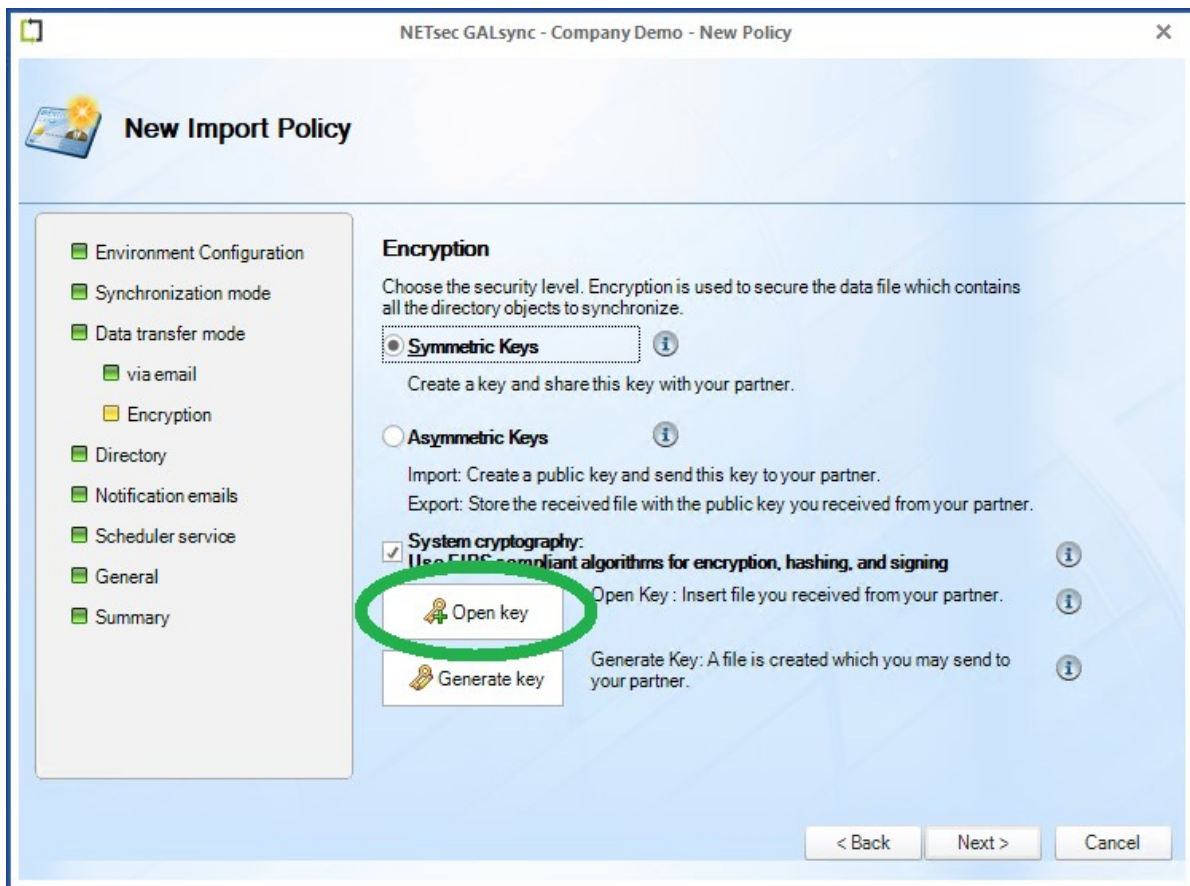 NETsec GALsync - Company Demo - New Policy
New Import Policy
Environment Configuration
Synchronization mode
Data transfer mode
via email
Encryption
Directory
Notification emails
Scheduler service
General
Summary
Encryption
Choose the security level. Encryption is used to secure the data file which contains
all the directory objects to synchronize.
Symmetric Keys
Create a key and share this key with your partner.
Asymmetric Keys
Import: Create a public key and send this key to your partner.
Export: Store the received file with the public key you received from your partner.
System cryptography:
Use FIPS compliant algorithms for encryption, hashing, and signing
Open key
Open Key : Insert file you received from your partner.
Generate key
Generate Key: A file is created which you may send to
your partner.
< Back
Next >
Cancel